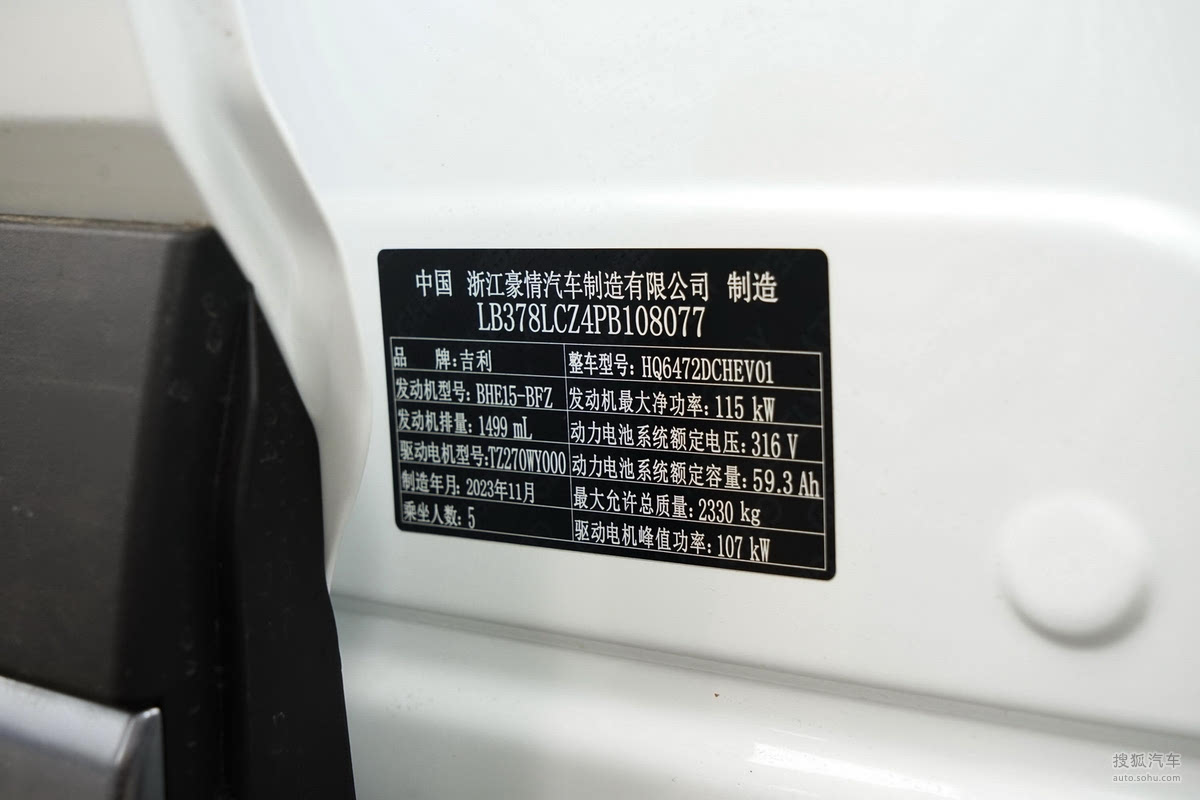 中国 浙江豪情汽车制造有限公司 制造
LB378LCZ4PB108077
品 牌:吉利 整车型号: HQ6472DCHEV01
发动机型号: BHE15-BFZ 发动机最大净功率: 115 kW
发动机排量: 1499 mL 动力电池系统额定电压: 316 V
驱动电机型号:TZ270WY000 动力电池系统额定容量: 59.3 Ah
制造年月: 2023年11月 最大允许总质量: 2330 kg
乘坐人数: 5 驱动电机峰值功率: 107 kW
搜狐汽车
auto.sohu.com